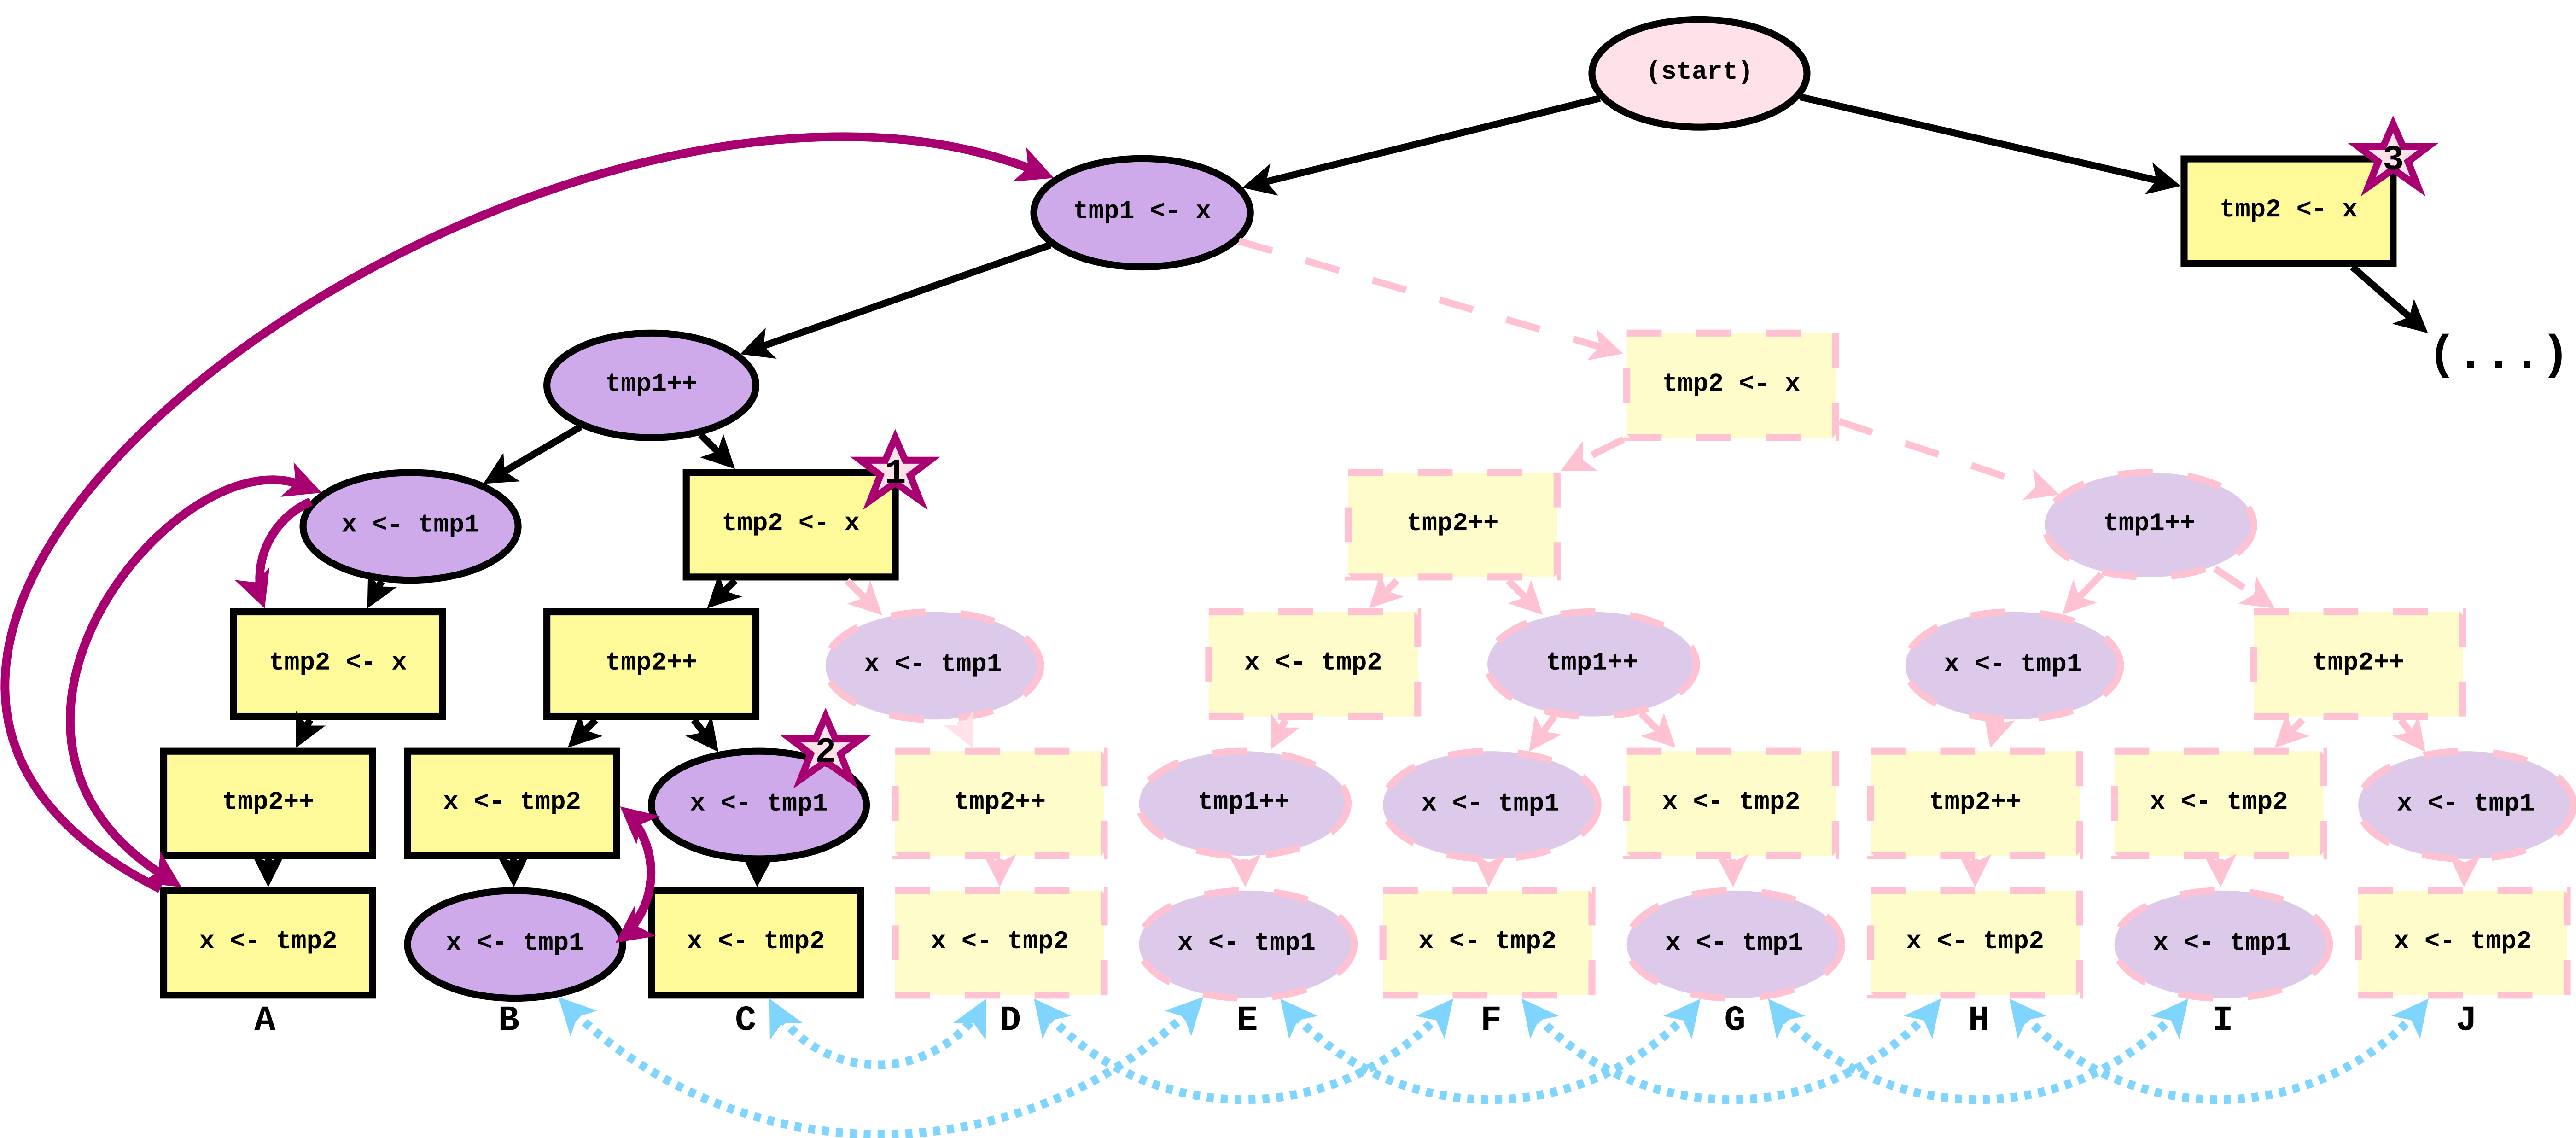 (start)
3
tmp1 <- x
tmp2 <- x
(...)
tmp1++
tmp2 <- x
1
x <- tmp1
tmp2 <- x
tmp2++
tmp1++
tmp2 <- x
tmp2++
x <- tmp1
x <- tmp2
tmp1++
x <- tmp1
tmp2++
2
tmp2++
x <- tmp2
x <- tmp1
tmp2++
tmp1++
x <- tmp1
x <- tmp2
tmp2++
x <- tmp2
x <- tmp1
x <- tmp2
x <- tmp1
x <- tmp2
x <- tmp2
x <- tmp1
x <- tmp2
x <- tmp1
x <- tmp2
x <- tmp1
x <- tmp2
A
B
C
D
E
F
G
H
I
J